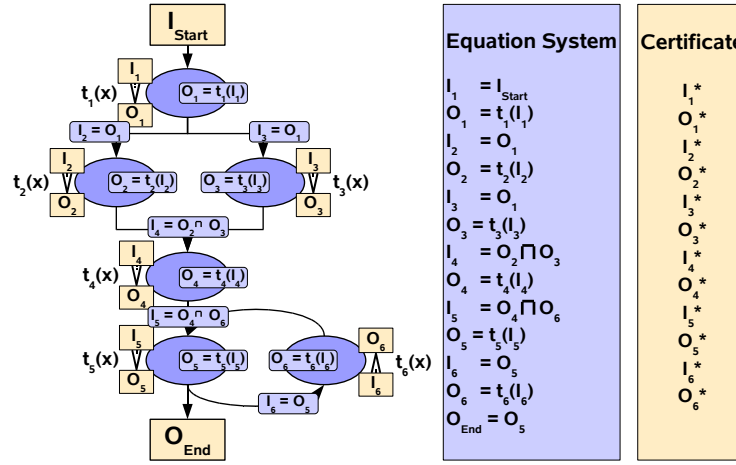 I_Start
I_1
t_1(x)
O_1 = t_1(I_1)
O_1
I_2 = O_1
I_3 = O_1
I_2
t_2(x)
O_2 = t_2(I_2)
O_2
O_3 = t_3(I_3)
I_3
t_3(x)
O_3
I_4 = O_2 ⊓ O_3
I_4
t_4(x)
O_4 = t_4(I_4)
O_4
I_5 = O_4 ⊓ O_6
I_5
t_5(x)
O_5 = t_5(I_5)
O_5
O_6 = t_6(I_6)
O_6
t_6(x)
I_6
I_6 = O_5
O_End
Equation System
I_1 = I_Start
O_1 = t_1(I_1)
I_2 = O_1
O_2 = t_2(I_2)
I_3 = O_1
O_3 = t_3(I_3)
I_4 = O_2 ⊓ O_3
O_4 = t_4(I_4)
I_5 = O_4 ⊓ O_6
O_5 = t_5(I_5)
I_6 = O_5
O_6 = t_6(I_6)
O_End = O_5
Certificate
I_1*
O_1*
I_2*
O_2*
I_3*
O_3*
I_4*
O_4*
I_5*
O_5*
I_6*
O_6*